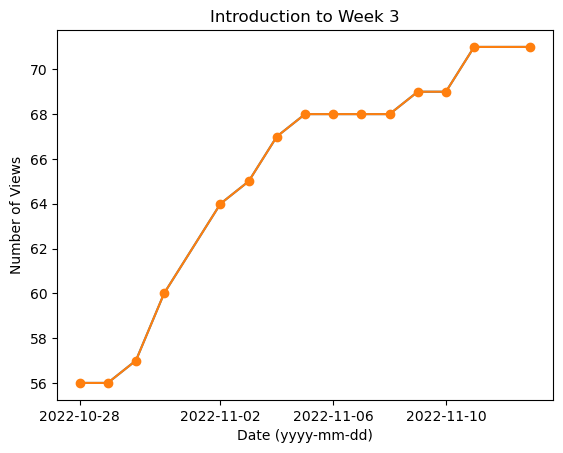 Introduction to Week 3
Number of Views
70
68
66
64
62
60
58
56
2022-10-28 2022-11-02 2022-11-06 2022-11-10
Date (yyyy-mm-dd)